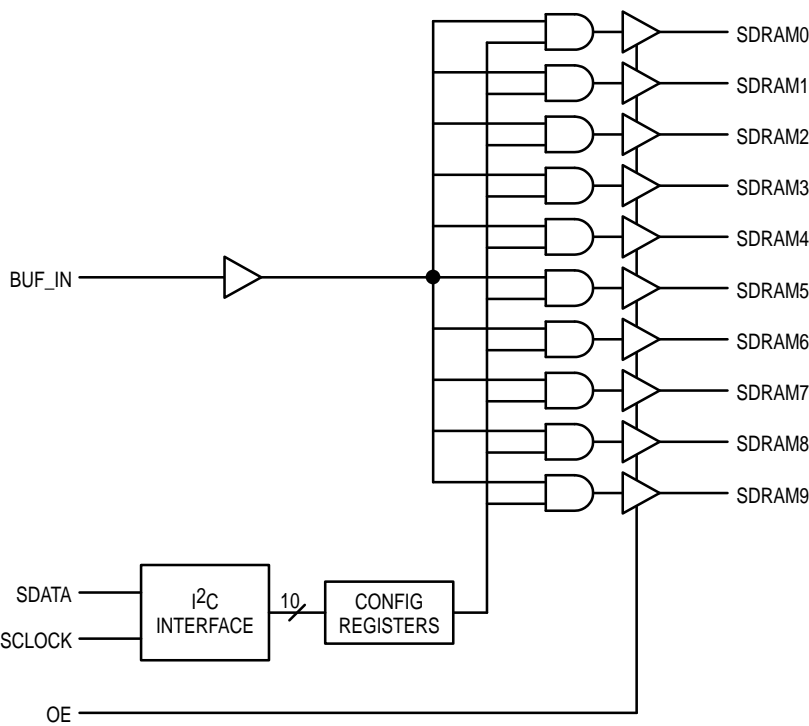 SDRAM0
SDRAM1
SDRAM2
SDRAM3
SDRAM4
BUF_IN
SDRAM5
SDRAM6
SDRAM7
SDRAM8
SDRAM9
SDATA
SCLOCK
I2C
INTERFACE
10
CONFIG
REGISTERS
OE